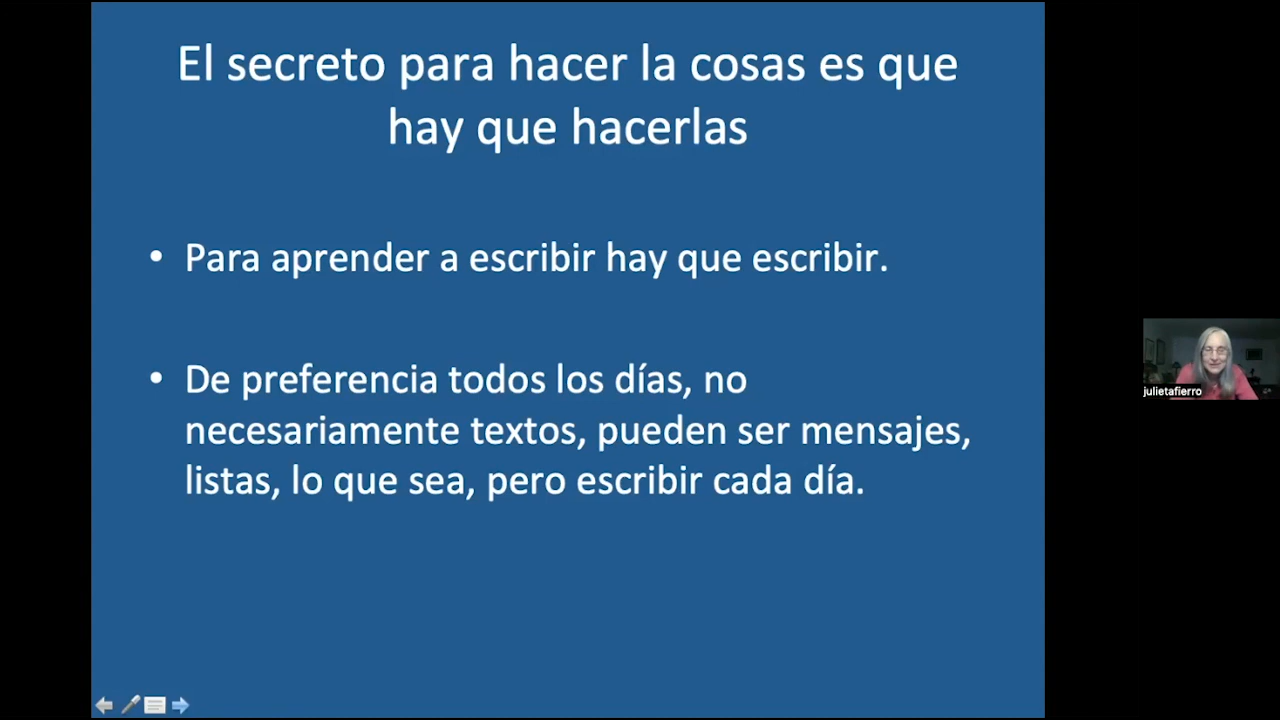 El secreto para hacer la cosas es que
hay que hacerlas
• Para aprender a escribir hay que escribir.
• De preferencia todos los días, no
necesariamente textos, pueden ser mensajes,
listas, lo que sea, pero escribir cada día.
julietafierro